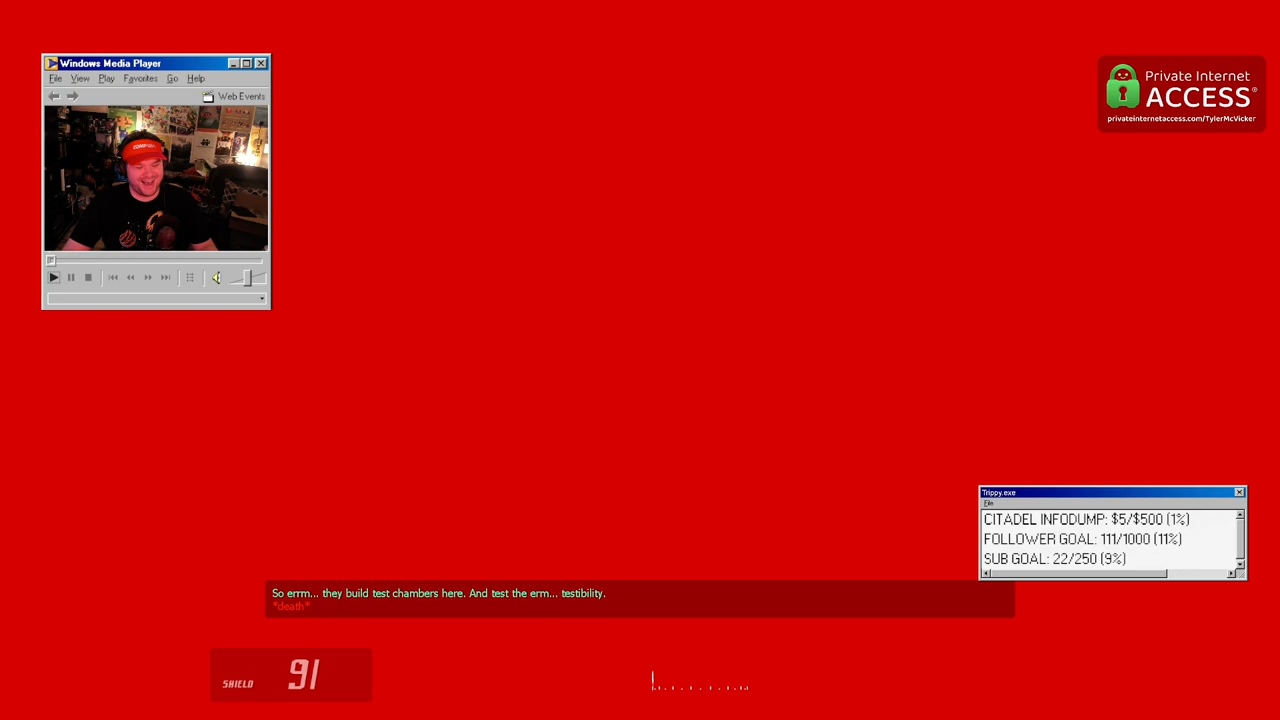 Windows Media Player
File View Play Favorites Go Help
Web Events
Private Internet
ACCESS®
privateinternetaccess.com/TylerMcVicker
Trippy.exe
File
CITADEL INFODUMP: $5/$500 (1%)
FOLLOWER GOAL: 111/1000 (11%)
SUB GOAL: 22/250 (9%)
So errm... they build test chambers here. And test the erm... testibility.
*death*
SHIELD 91